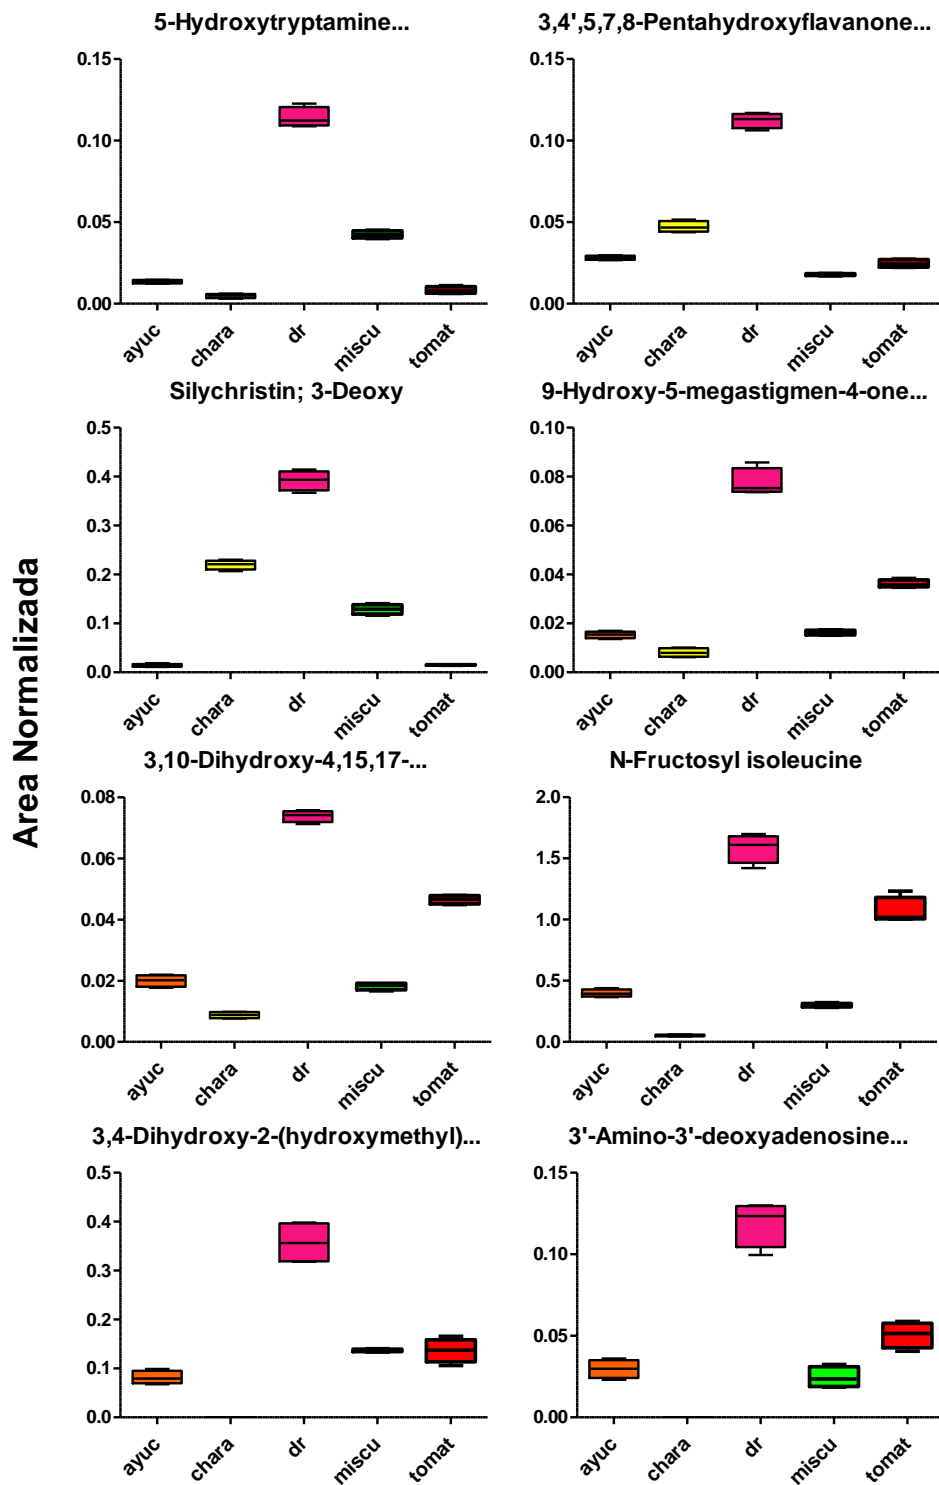 5-Hydroxytryptamine...
0.15
0.10
0.05
0.00
ayuc
chara
dr
miscu
tomat
3,4',5,7,8-Pentahydroxyflavanone...
0.15
0.10
0.05
0.00
ayuc
chara
dr
miscu
tomat
Silychristin; 3-Deoxy
0.5
0.4
0.3
0.2
0.1
0.0
ayuc
chara
dr
miscu
tomat
9-Hydroxy-5-megastigmen-4-one...
0.10
0.08
0.06
0.04
0.02
0.00
ayuc
chara
dr
miscu
tomat
Area Normalizada
3,10-Dihydroxy-4,15,17-...
0.08
0.06
0.04
0.02
0.00
ayuc
chara
dr
miscu
tomat
N-Fructosyl isoleucine
2.0
1.5
1.0
0.5
0.0
ayuc
chara
dr
miscu
tomat
3,4-Dihydroxy-2-(hydroxymethyl)...
0.5
0.4
0.3
0.2
0.1
0.0
ayuc
chara
dr
miscu
tomat
3'-Amino-3'-deoxyadenosine...
0.15
0.10
0.05
0.00
ayuc
chara
dr
miscu
tomat